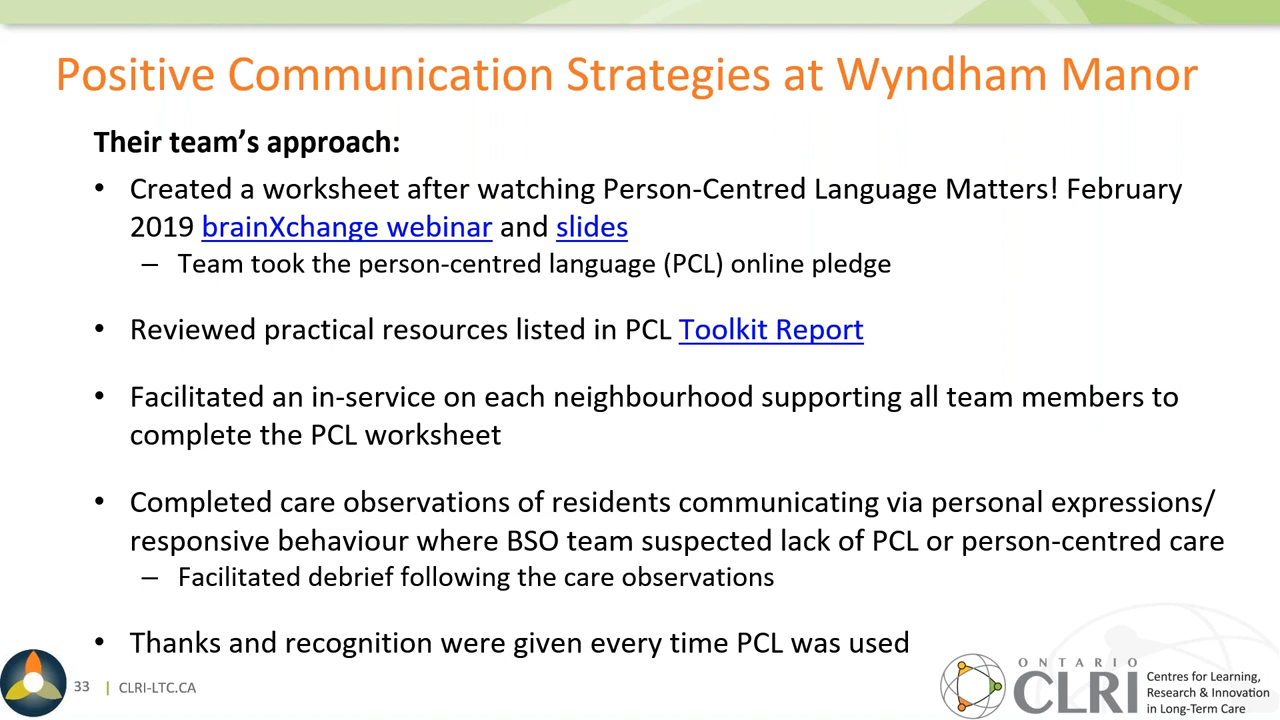 Positive Communication Strategies at Wyndham Manor
Their team's approach:
• Created a worksheet after watching Person-Centred Language Matters! February
2019 brainXchange webinar and slides
– Team took the person-centred language (PCL) online pledge
• Reviewed practical resources listed in PCL Toolkit Report
• Facilitated an in-service on each neighbourhood supporting all team members to
complete the PCL worksheet
• Completed care observations of residents communicating via personal expressions/
responsive behaviour where BSO team suspected lack of PCL or person-centred care
– Facilitated debrief following the care observations
• Thanks and recognition were given every time PCL was used
33 | CLRI-LTC.CA
ONTARIO
CLRI
Centres for Learning,
Research & Innovation
in Long-Term Care